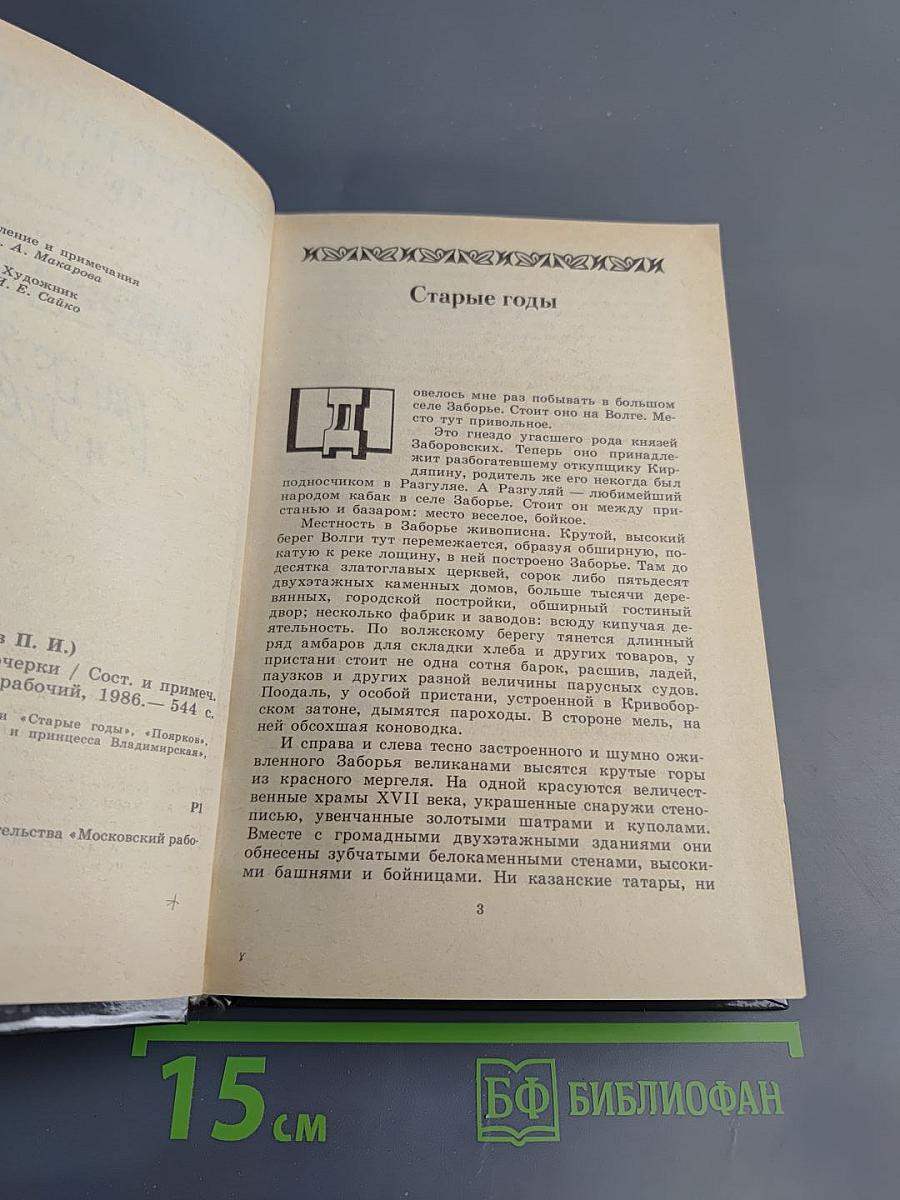 ление и примечания
А. Макарова
Художник
И. Е. Сайко
в П. И.)
очерки / Сост. и примеч.
рабочий, 1986.— 544 с.
и «Старые годы», «Поярков»,
и принцесса Владимирская»,
Р1
тельства «Московский рабо-
Старые годы
Довелось мне раз побывать в большом
селе Заборье. Стоит оно на Волге. Ме-
сто тут привольное.
Это гнездо угасшего рода князей
Заборовских. Теперь оно принадле-
жит разбогатевшему откупщику Кир-
дяпину, родитель же его некогда был
подносчиком в Разгуляе. А Разгуляй — любимейший
народом кабак в селе Заборье. Стоит он между при-
станью и базаром: место веселое, бойкое.
Местность в Заборье живописна. Крутой, высокий
берег Волги тут перемежается, образуя обширную, по-
катую к реке лощину, в ней построено Заборье. Там до
десятка златоглавых церквей, сорок либо пятьдесят
двухэтажных каменных домов, больше тысячи дере-
вянных, городской постройки, обширный гостиный
двор; несколько фабрик и заводов: всюду кипучая де-
ятельность. По волжскому берегу тянется длинный
ряд амбаров для складки хлеба и других товаров, у
пристани стоит не одна сотня барок, расшив, ладей,
паузков и других разной величины парусных судов.
Поодаль, у особой пристани, устроенной в Кривобор-
ском затоне, дымятся пароходы. В стороне мель, на
ней обсохшая коноводка.
И справа и слева тесно застроенного и шумно ожи-
вленного Заборья великанами высятся крутые горы
из красного мергеля. На одной красуются величест-
венные храмы XVII века, украшенные снаружи стено-
писью, увенчанные золотыми шатрами и куполами.
Вместе с громадными двухэтажными зданиями они
обнесены зубчатыми белокаменными стенами, высоки-
ми башнями и бойницами. Ни казанские татары, ни
3
15 см
БФ БИБЛИОФАН